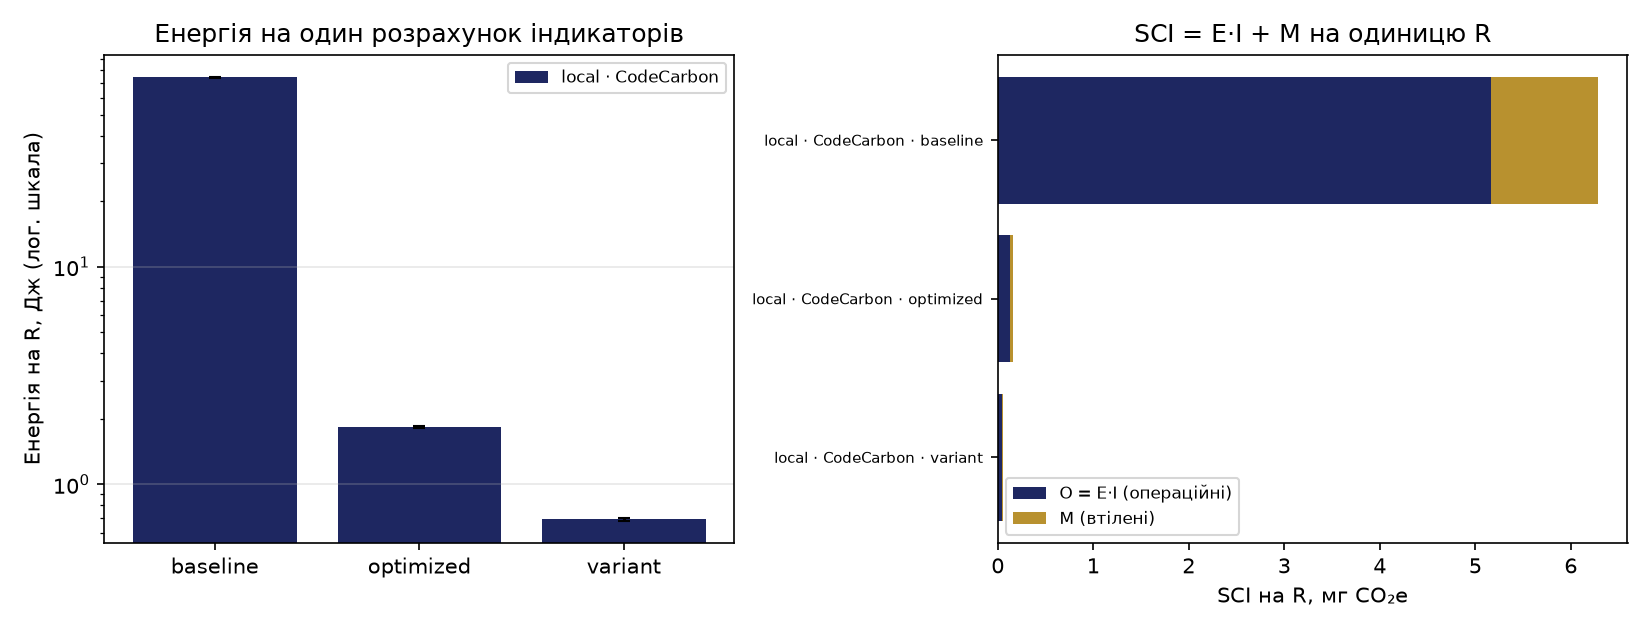 Енергія на один розрахунок індикаторів
local · CodeCarbon
Енергія на R, Дж (лог. шкала)
10¹
10⁰
baseline
optimized
variant
SCI = E·I + M на одиницю R
local · CodeCarbon · baseline
local · CodeCarbon · optimized
local · CodeCarbon · variant
O = E·I (операційні)
M (втілені)
0 1 2 3 4 5 6
SCI на R, мг CO₂e